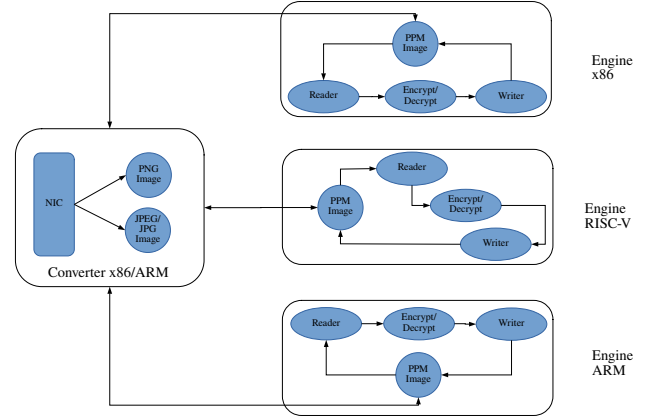 PPM
Image
Reader
Encrypt/
Decrypt
Writer
Engine
x86
NIC
PNG
Image
JPEG/
JPG
Image
Converter x86/ARM
Reader
PPM
Image
Encrypt/
Decrypt
Writer
Engine
RISC-V
Reader
Encrypt/
Decrypt
Writer
PPM
Image
Engine
ARM